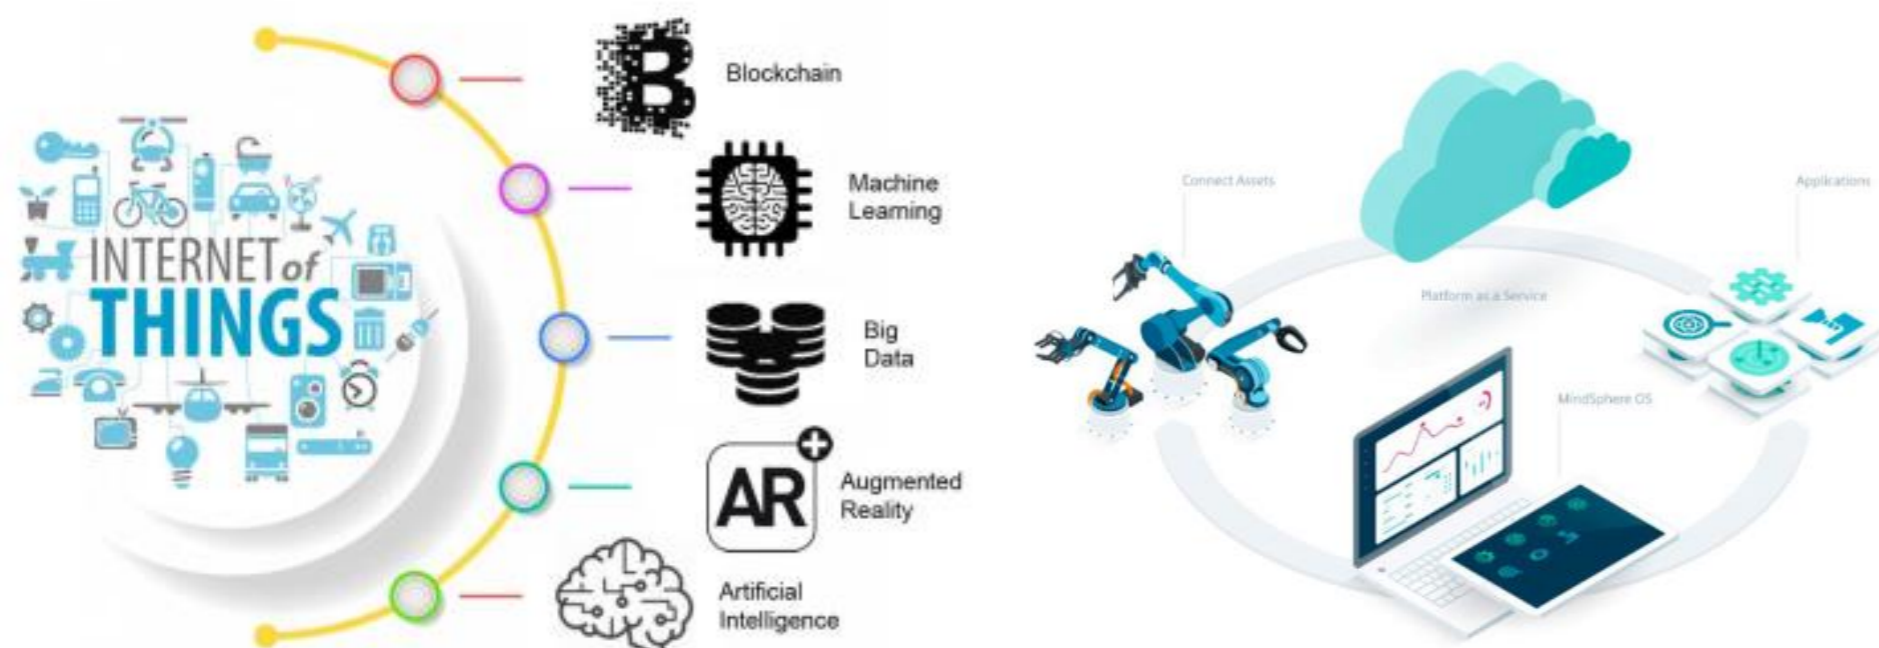 INTERNET of
THINGS
Blockchain
Machine
Learning
Big
Data
AR
Augmented
Reality
Artificial
Intelligence
Connect Assets
Applications
Platform as a Service
MindSphere OS